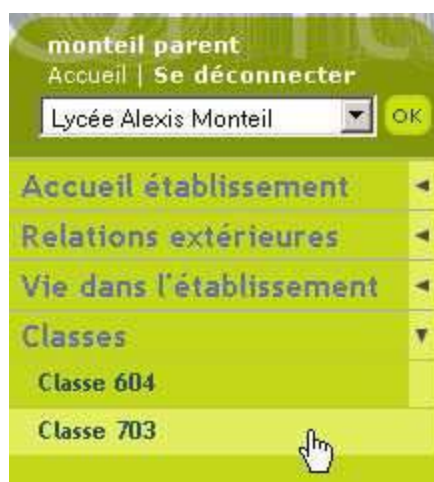 monteil parent
Accueil | Se déconnecter
Lycée Alexis Monteil OK
Accueil établissement
Relations extérieures
Vie dans l'établissement
Classes
Classe 604
Classe 703